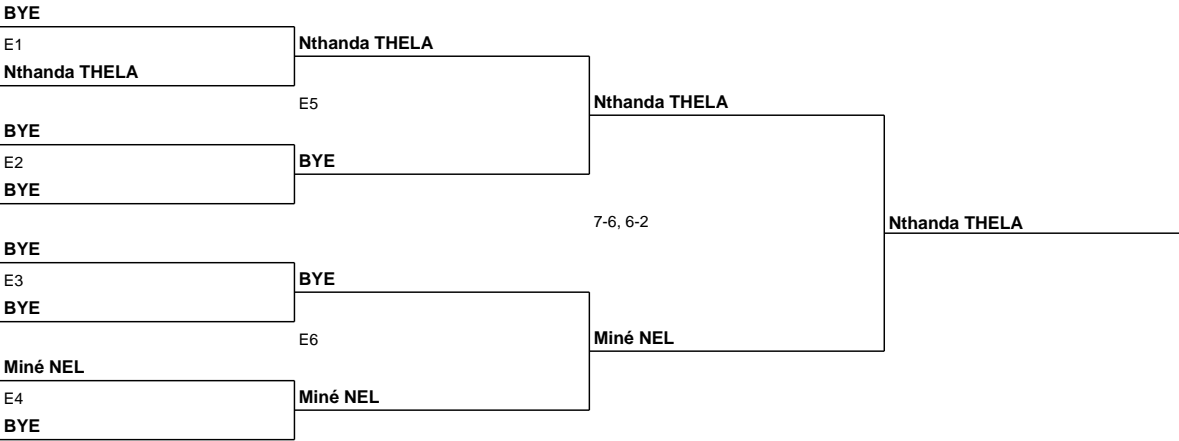 BYE
E1
Nthanda THELA
Nthanda THELA
E5
Nthanda THELA
BYE
E2
BYE
BYE
7-6, 6-2
Nthanda THELA
BYE
E3
BYE
BYE
E6
Miné NEL
Miné NEL
E4
Miné NEL
BYE